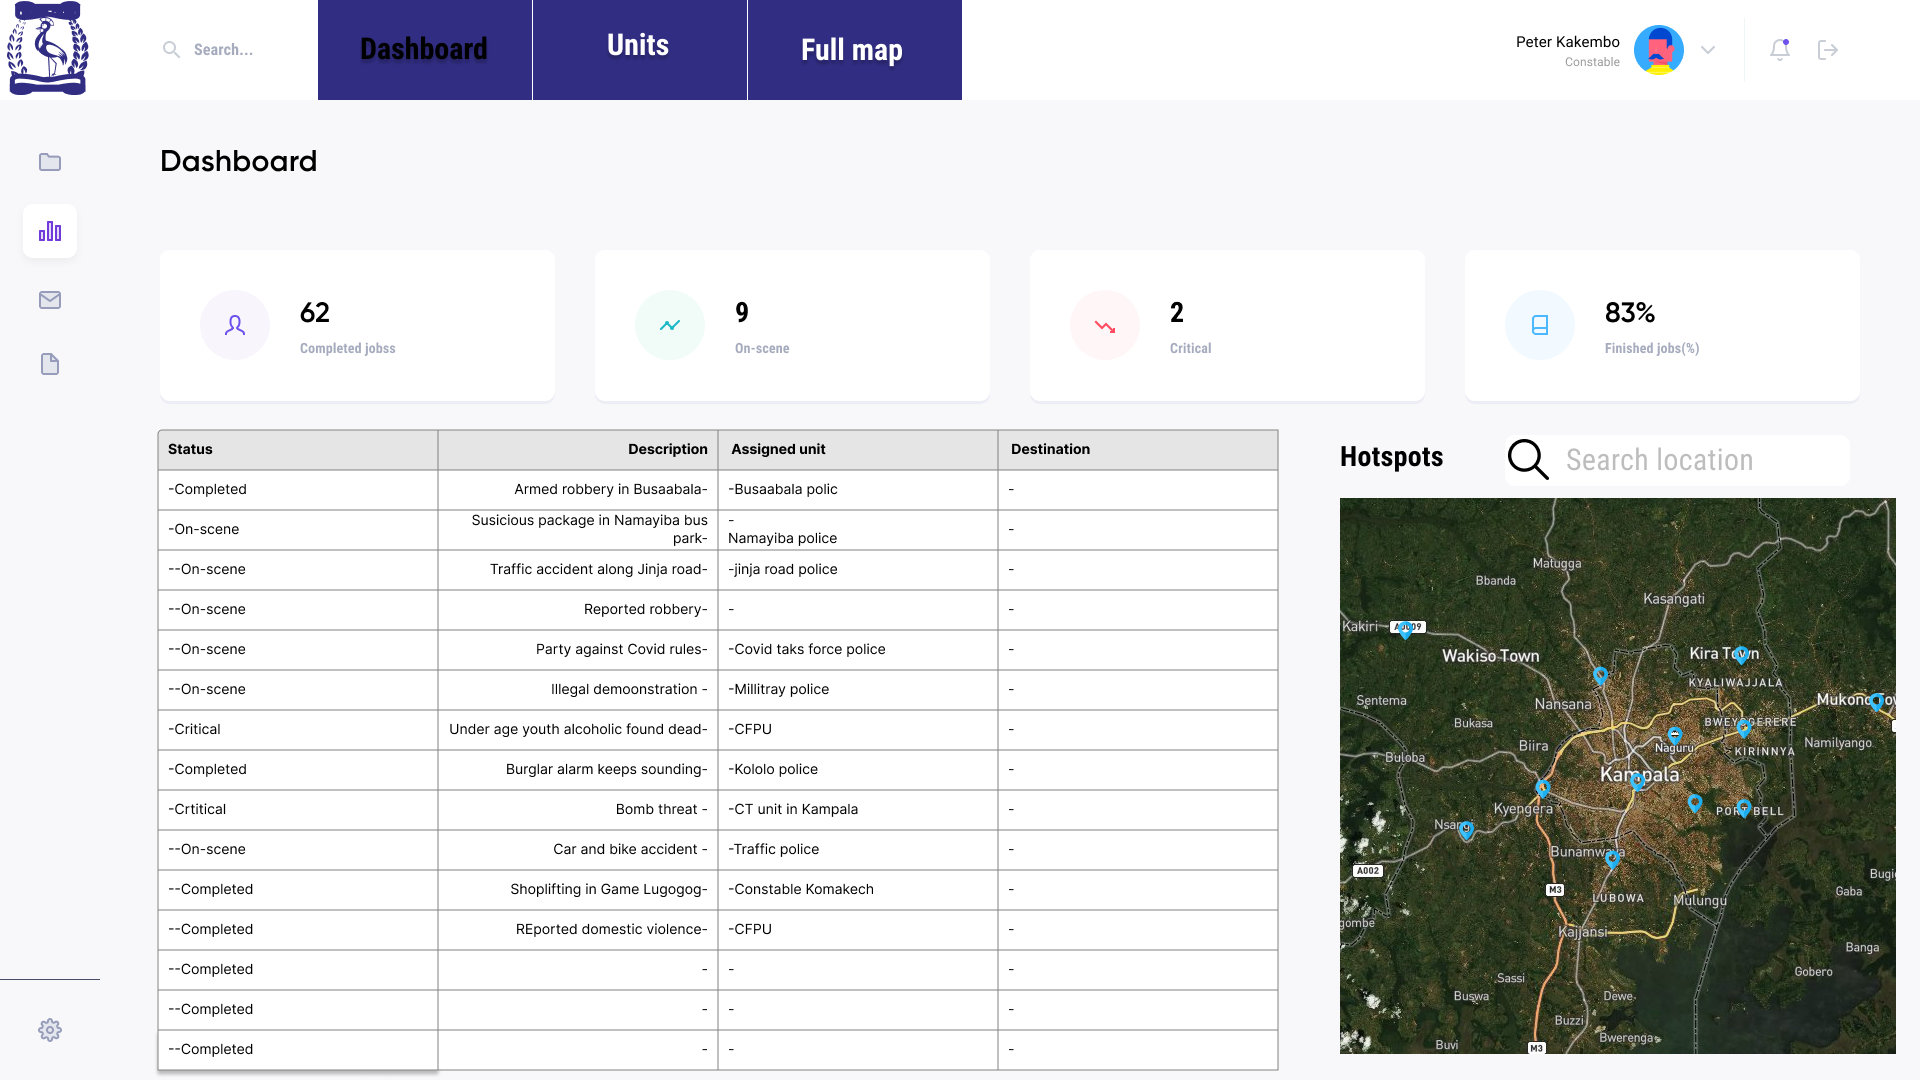 Search...
Dashboard
Units
Full map
Peter Kakembo
Constable
Dashboard
62
Completed jobss
9
On-scene
2
Critical
83%
Finished jobs(%)
Status Description Assigned unit Destination
-Completed Armed robbery in Busaabala- -Busaabala polic -
-On-scene Susicious package in Namayiba bus park- - Namayiba police -
--On-scene Traffic accident along Jinja road- -jinja road police -
--On-scene Reported robbery- - -
--On-scene Party against Covid rules- -Covid taks force police -
--On-scene Illegal demoonstration - -Millitray police -
-Critical Under age youth alcoholic found dead- -CFPU -
-Completed Burglar alarm keeps sounding- -Kololo police -
-Crtitical Bomb threat - -CT unit in Kampala -
--On-scene Car and bike accident - -Traffic police -
--Completed Shoplifting in Game Lugogog- -Constable Komakech -
--Completed REported domestic violence- -CFPU -
--Completed - - -
--Completed - - -
--Completed - - -
Hotspots
Search location
Matugga
Bbanda
Kasangati
Kakiri
Wakiso Town
Kira Town
KYALIWAJJALA
Sentema
Nansana
Mukono Tow
Bukasa
BWEYOGERERE
Biira
Naguru
KIRINNYA
Namilyango
Buloba
Kampala
Kyengera
PORT BELL
Nsangi
Bunamwaya
A002
Bugi
M3
Gaba
LUBOWA
Mulungu
gombe
Kajjansi
Banga
Gobero
Sassi
Buswa
Dewe
Buzzi
Bwerenga
Buvi
M3